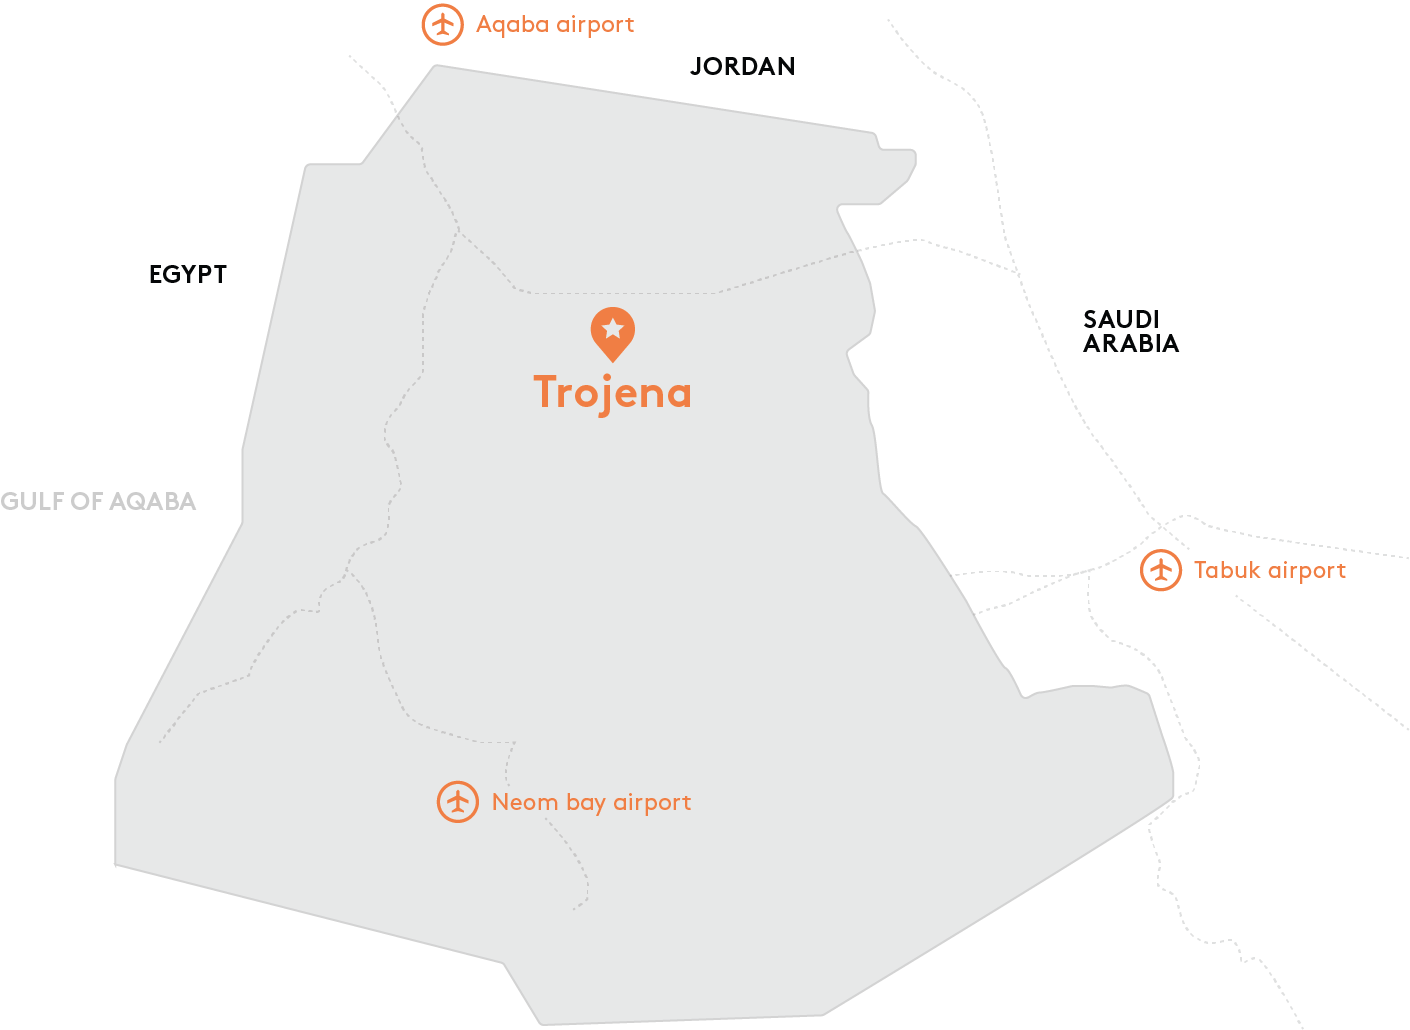 Aqaba airport
JORDAN
EGYPT
SAUDI
ARABIA
Trojena
GULF OF AQABA
Tabuk airport
Neom bay airport